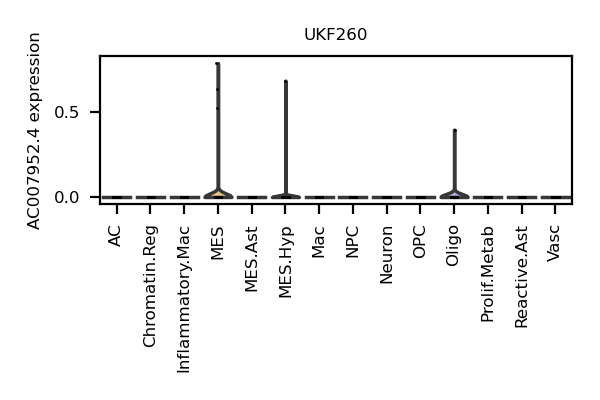 UKF260
AC007952.4 expression
0.5
0.0
AC
Chromatin.Reg
Inflammatory.Mac
MES
MES.Ast
MES.Hyp
Mac
NPC
Neuron
OPC
Oligo
Prolif.Metab
Reactive.Ast
Vasc